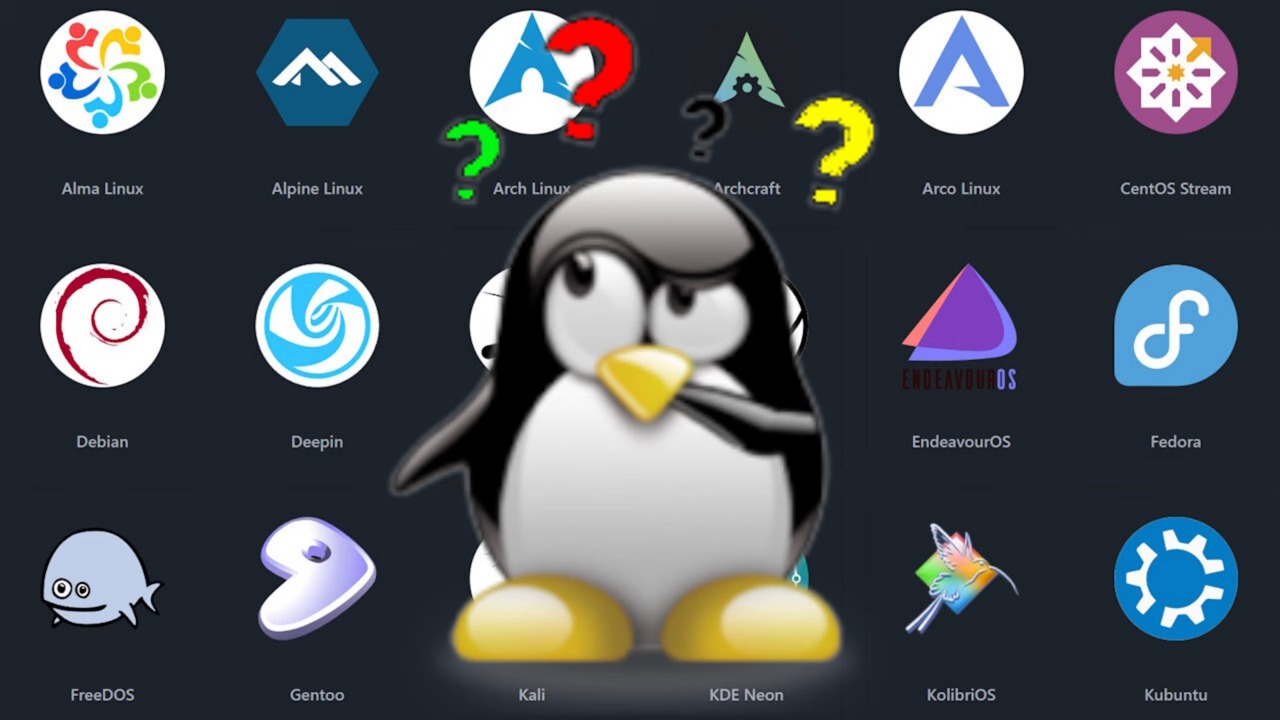 ?
?
?
?
Alma Linux
Alpine Linux
Arch Linux
Archcraft
Arco Linux
CentOS Stream
ENDEAVOUROS
Debian
Deepin
EndeavourOS
Fedora
FreeDOS
Gentoo
Kali
KDE Neon
KolibriOS
Kubuntu